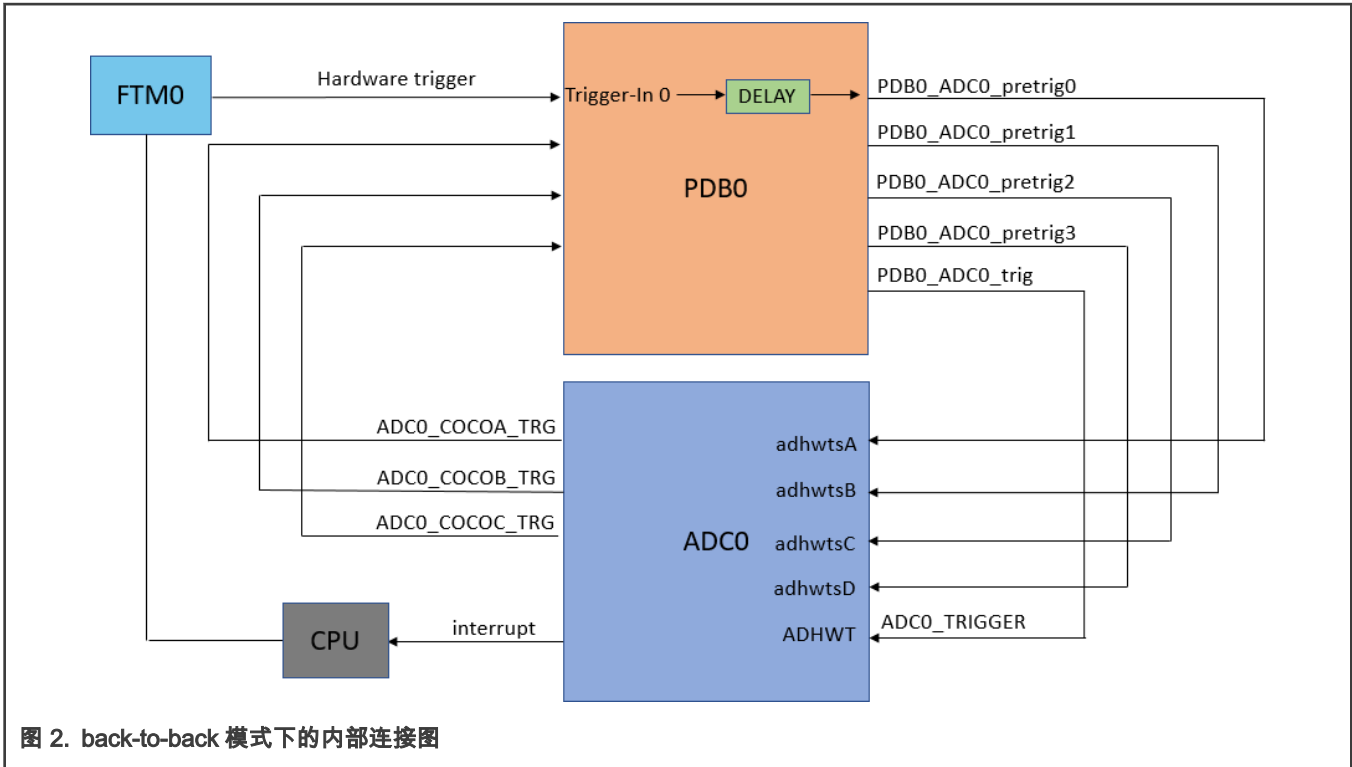 FTM0
Hardware trigger
Trigger-In 0
DELAY
PDB0
PDB0_ADC0_pretrig0
PDB0_ADC0_pretrig1
PDB0_ADC0_pretrig2
PDB0_ADC0_pretrig3
PDB0_ADC0_trig
ADC0_COCOA_TRG
ADC0_COCOB_TRG
ADC0_COCOC_TRG
ADC0
adhwtsA
adhwtsB
adhwtsC
adhwtsD
ADHWT
ADC0_TRIGGER
interrupt
CPU
图 2. back-to-back 模式下的内部连接图